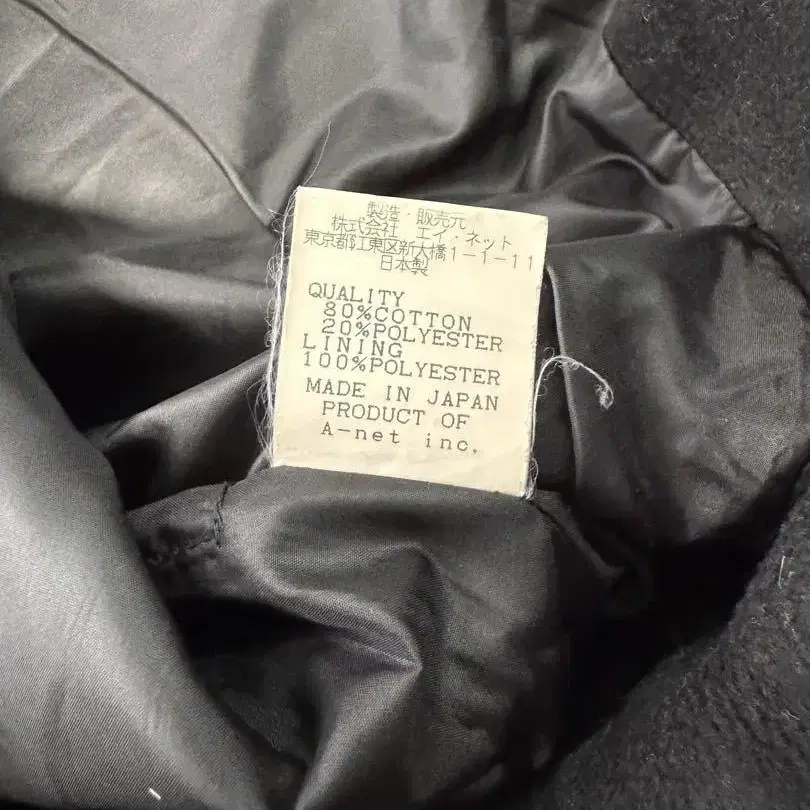 製造・販売元
株式会社 エイ・ネット
東京都江東区新大橋1-1-11
日本製
QUALITY
80%COTTON
20%POLYESTER
LINING
100%POLYESTER
MADE IN JAPAN
PRODUCT OF
A-net inc.